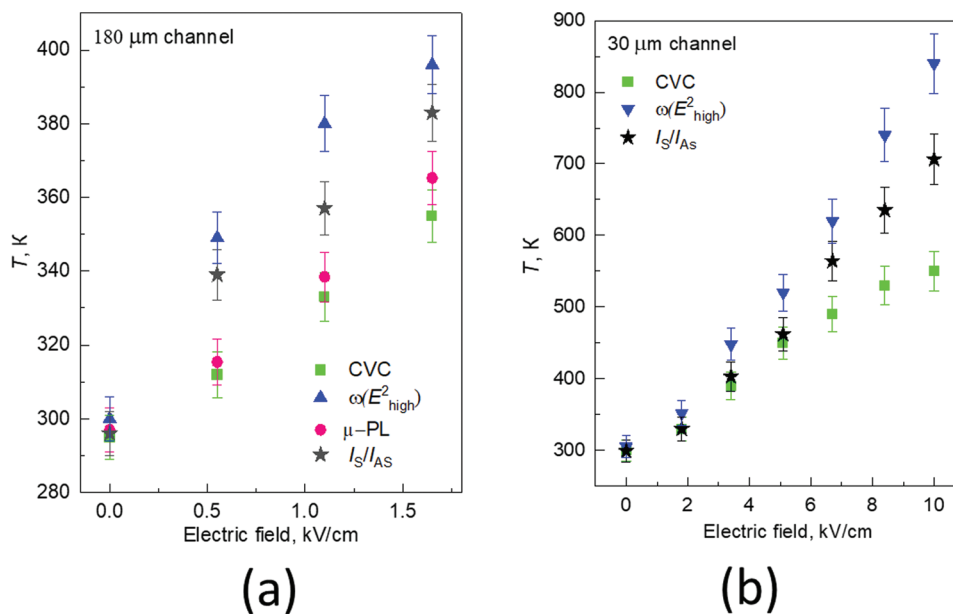 180 μm channel
400
380
360
340
320
300
280
T, K
0.0 0.5 1.0 1.5
Electric field, kV/cm
CVC
ω(E²high)
μ-PL
IS/IAS
(a)
30 μm channel
CVC
ω(E²high)
IS/IAs
900
800
700
600
500
400
300
T, K
0 2 4 6 8 10
Electric field, kV/cm
(b)